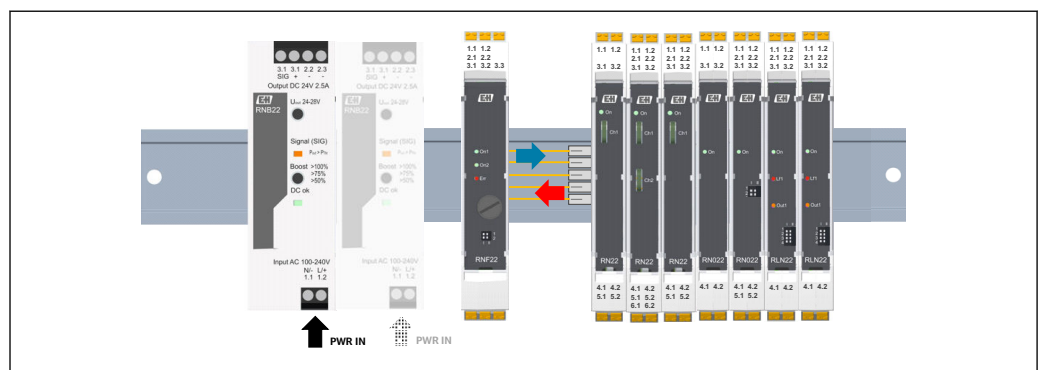 3.1 3.1 2.2 2.3
SIG + - -
Output DC 24V 2.5A
E+H
RNB22
Uout 24-28V
Signal (SIG)
Pout > PN
Boost >100%
>75%
>50%
DC ok
Input AC 100-240V
N/- L/+
1.1 1.2
PWR IN
3.1 3.1 2.2 2.3
SIG + - -
Output DC 24V 2.5A
E+H
RNB22
Uout 24-28V
Signal (SIG)
Pout > PN
Boost >100%
>75%
>50%
DC ok
Input AC 100-240V
N/- L/+
1.1 1.2
PWR IN
1.1 1.2
2.1 2.2
3.1 3.2 3.3
E+H
On1
On2
Err
RNF22
1.1 1.2
3.1 3.2
E+H
On
Ch1
RN22
4.1 4.2
5.1 5.2
1.1 1.2
2.1 2.2
3.1 3.2
E+H
On
Ch1
Ch2
RN22
4.1 4.2
5.1 5.2
6.1 6.2
1.1 1.2
2.1 2.2
3.1 3.2
E+H
On
Ch1
RN22
4.1 4.2
5.1 5.2
1.1 1.2
3.1 3.2
E+H
On
RNO22
4.1 4.2
1.1 1.2
2.1 2.2
3.1 3.2
E+H
On
RNO22
4.1 4.2
5.1 5.2
1.1 1.2
2.1 2.2
3.1 3.2
E+H
On
Lf1
Out1
RLN22
4.1 4.2
1.1 1.2
2.1 2.2
3.1 3.2
E+H
On
Lf1
Out1
RLN22
4.1 4.2